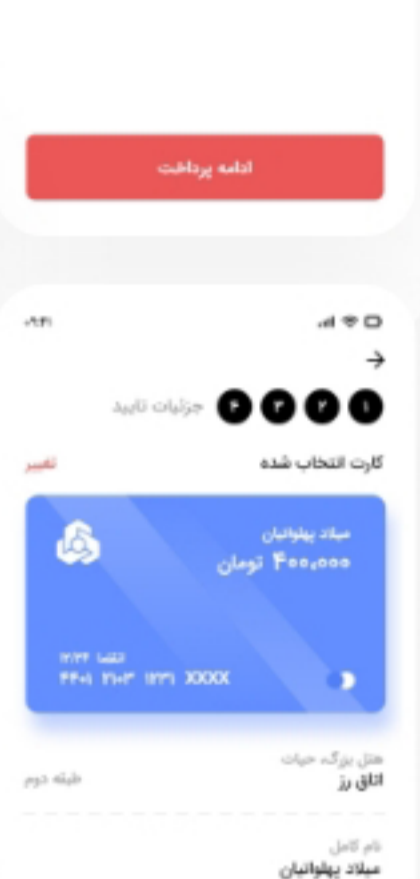 ادامه پرداخت
۰۹:۴۱
۱ ۲ ۳ ۴ جزئیات تایید
کارت انتخاب شده تغییر
میلاد پهلوانیان
۴۰۰،۰۰۰ تومان
انقضا ۱۲/۲۴
۴۴۰۱ ۲۱۰۳ ۱۲۳۱ XXXX
هتل بزرگ، حیات
اتاق رز طبقه دوم
نام کامل
میلاد پهلوانیان